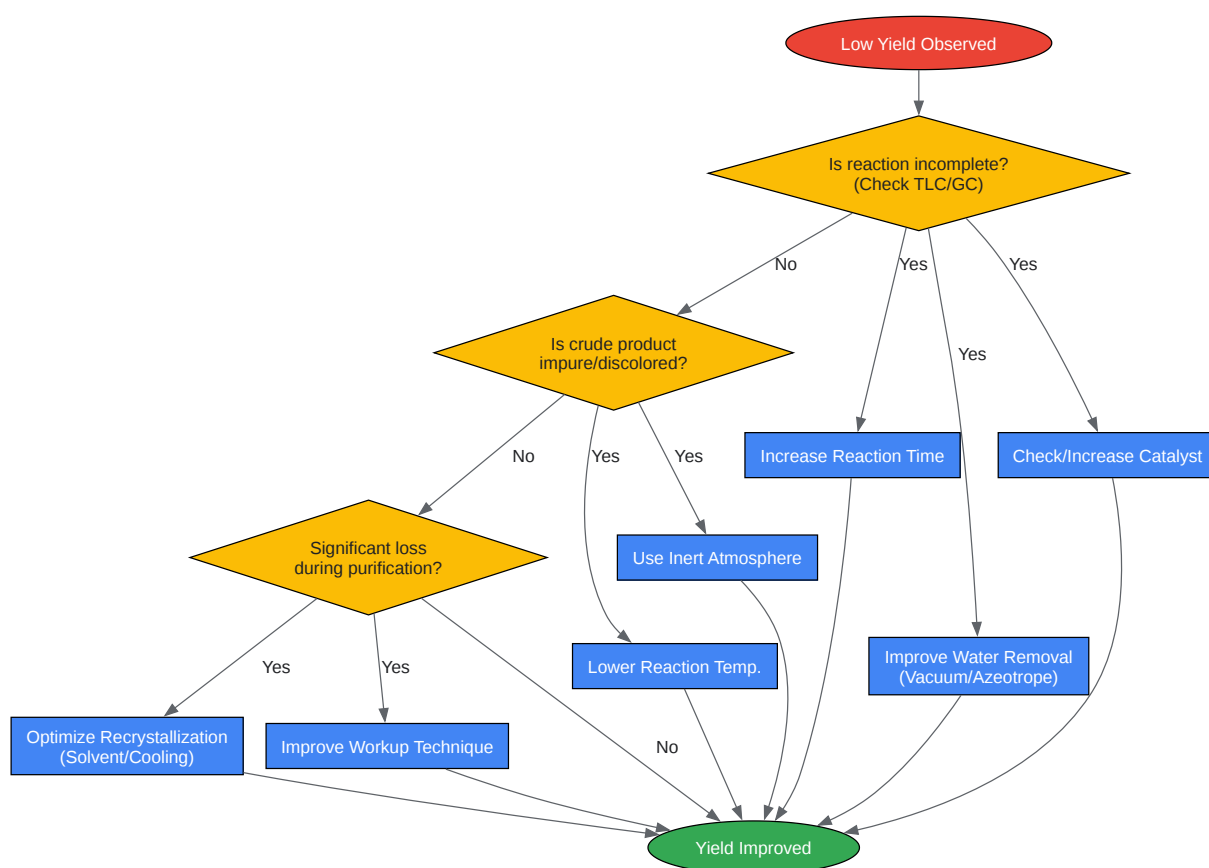 Low Yield Observed
Is reaction incomplete?
(Check TLC/GC)
No
Yes
Yes
Yes
Is crude product
impure/discolored?
Increase Reaction Time
Check/Increase Catalyst
No
Yes
Yes
Significant loss
during purification?
Use Inert Atmosphere
Lower Reaction Temp.
Improve Water Removal
(Vacuum/Azeotrope)
Yes
Yes
No
Optimize Recrystallization
(Solvent/Cooling)
Improve Workup Technique
Yield Improved